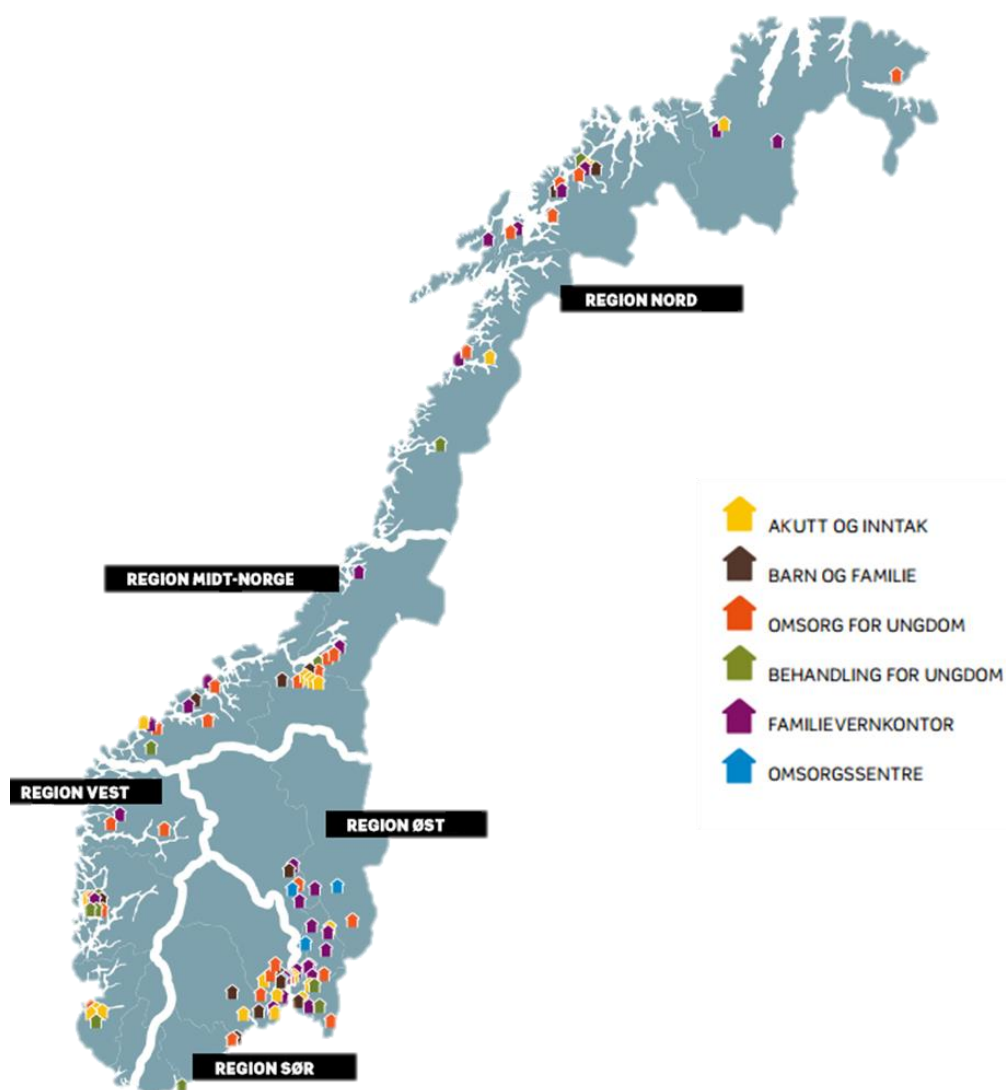 REGION NORD
REGION MIDT-NORGE
REGION VEST
REGION ØST
REGION SØR
AKUTT OG INNTAK
BARN OG FAMILIE
OMSORG FOR UNGDOM
BEHANDLING FOR UNGDOM
FAMILIEVERNKONTOR
OMSORGSSENTRE